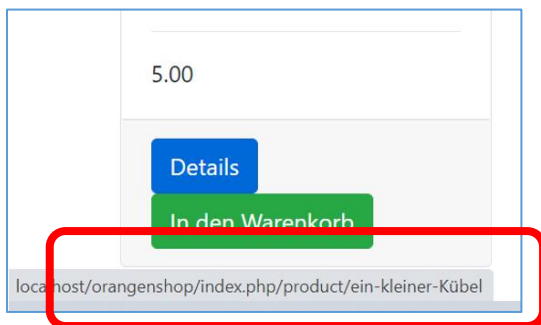 5.00
Details
In den Warenkorb
localhost/orangenshop/index.php/product/ein-kleiner-Kübel